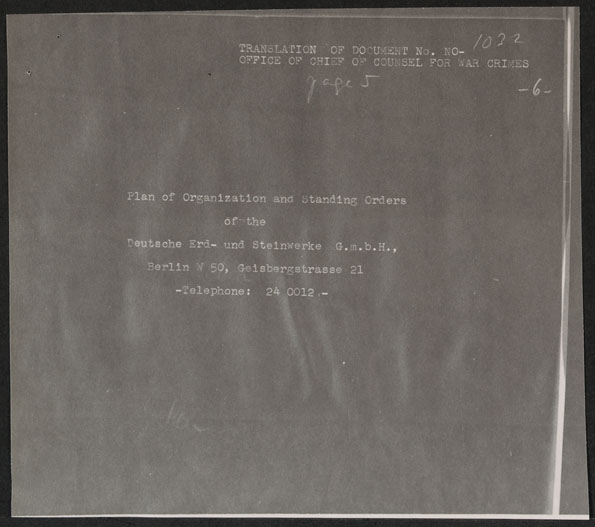 TRANSLATION OF DOCUMENT No. NO- 1032
OFFICE OF CHIEF OF COUNSEL FOR WAR CRIMES
page 5
-6-
Plan of Organization and Standing Orders
of the
Deutsche Erd- und Steinwerke G.m.b.H.,
Berlin W 50, Geisbergstrasse 21
-Telephone: 24 0012.-